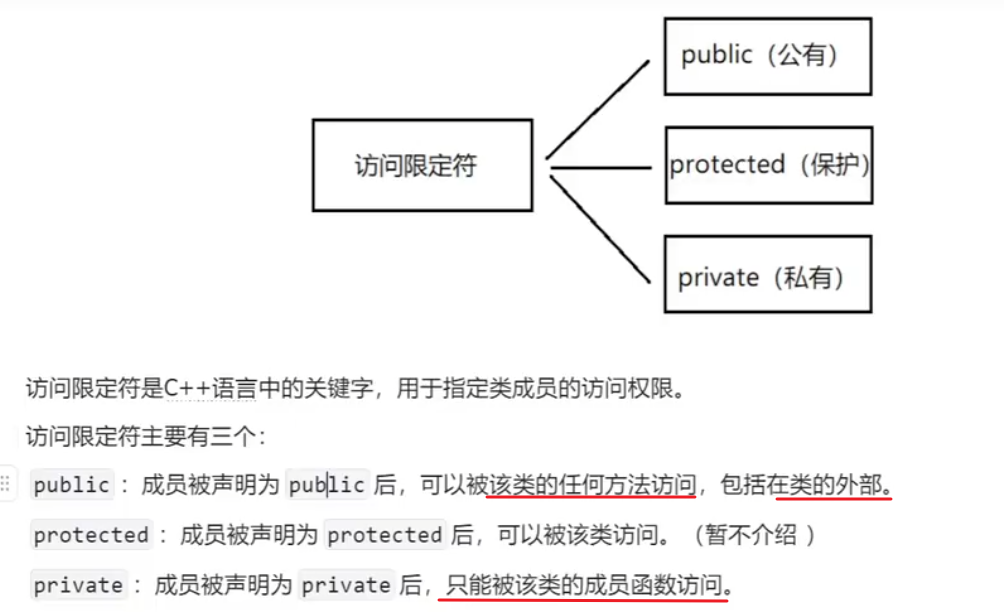 public（公有）
访问限定符
protected（保护）
private（私有）
访问限定符是C++语言中的关键字，用于指定类成员的访问权限。
访问限定符主要有三个：
public ：成员被声明为 public 后，可以被该类的任何方法访问，包括在类的外部。
protected ：成员被声明为 protected 后，可以被该类访问。（暂不介绍 ）
private ：成员被声明为 private 后，只能被该类的成员函数访问。